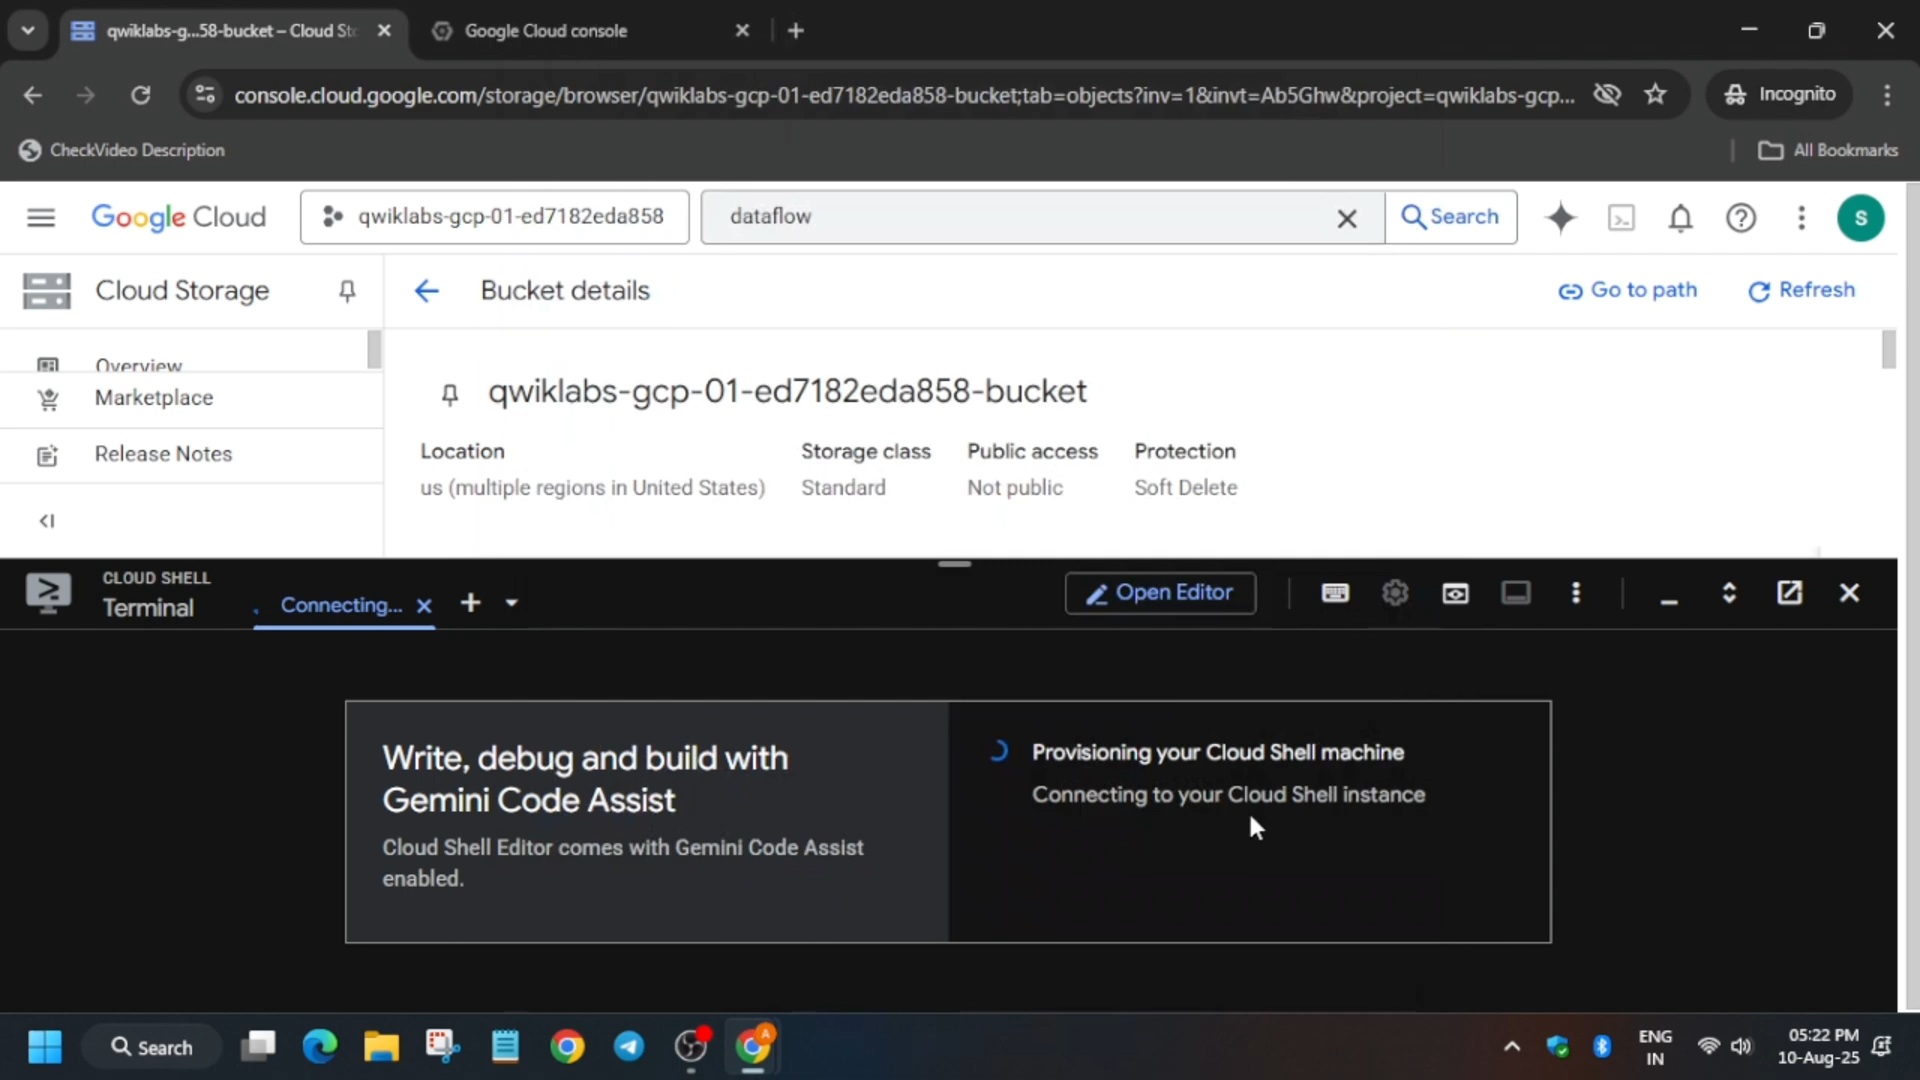 qwiklabs-g...58-bucket – Cloud Sto
Google Cloud console
console.cloud.google.com/storage/browser/qwiklabs-gcp-01-ed7182eda858-bucket;tab=objects?inv=1&invt=Ab5Ghw&project=qwiklabs-gcp...
Incognito
CheckVideo Description
All Bookmarks
Google Cloud
qwiklabs-gcp-01-ed7182eda858
dataflow
Search
S
Cloud Storage
Bucket details
Go to path
Refresh
Overview
Marketplace
Release Notes
qwiklabs-gcp-01-ed7182eda858-bucket
Location
Storage class
Public access
Protection
us (multiple regions in United States)
Standard
Not public
Soft Delete
CLOUD SHELL
Terminal
Connecting...
Open Editor
Write, debug and build with
Gemini Code Assist
Cloud Shell Editor comes with Gemini Code Assist
enabled.
Provisioning your Cloud Shell machine
Connecting to your Cloud Shell instance
Search
A
ENG
IN
05:22 PM
10-Aug-25